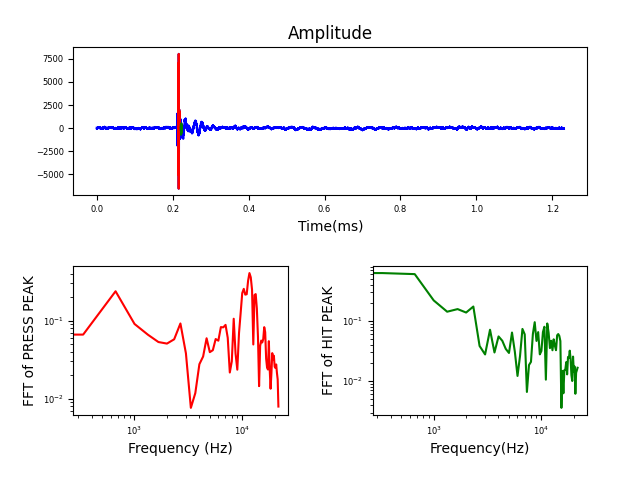 Amplitude
7500
5000
2500
0
−2500
−5000
0.0 0.2 0.4 0.6 0.8 1.0 1.2
Time(ms)
FFT of PRESS PEAK
10⁻¹
10⁻²
10³ 10⁴
Frequency (Hz)
FFT of HIT PEAK
10⁻¹
10⁻²
10³ 10⁴
Frequency(Hz)